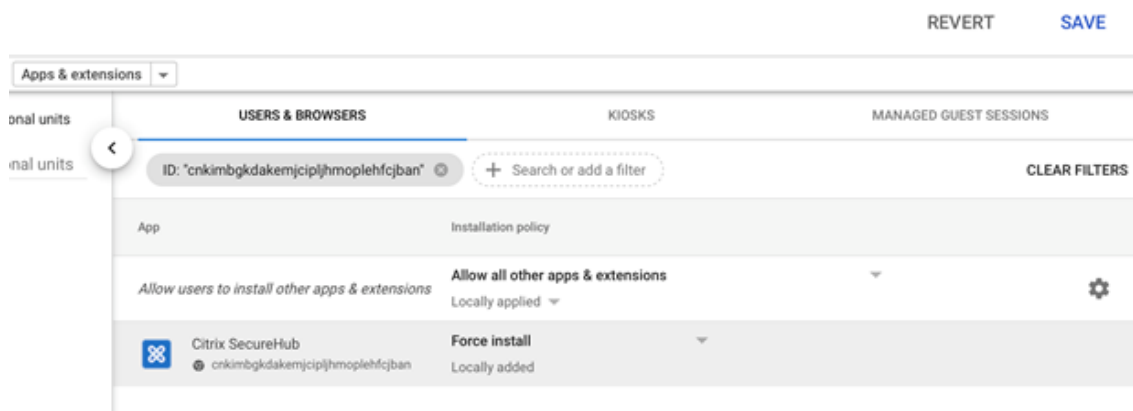 REVERT SAVE
Apps & extensions
onal units
USERS & BROWSERS KIOSKS MANAGED GUEST SESSIONS
onal units
ID: "cnkimbgkdakemjcipljhmoplehfcjban" + Search or add a filter CLEAR FILTERS
App Installation policy
Allow users to install other apps & extensions
Allow all other apps & extensions
Locally applied
Citrix SecureHub
cnkimbgkdakemjcipljhmoplehfcjban
Force install
Locally added